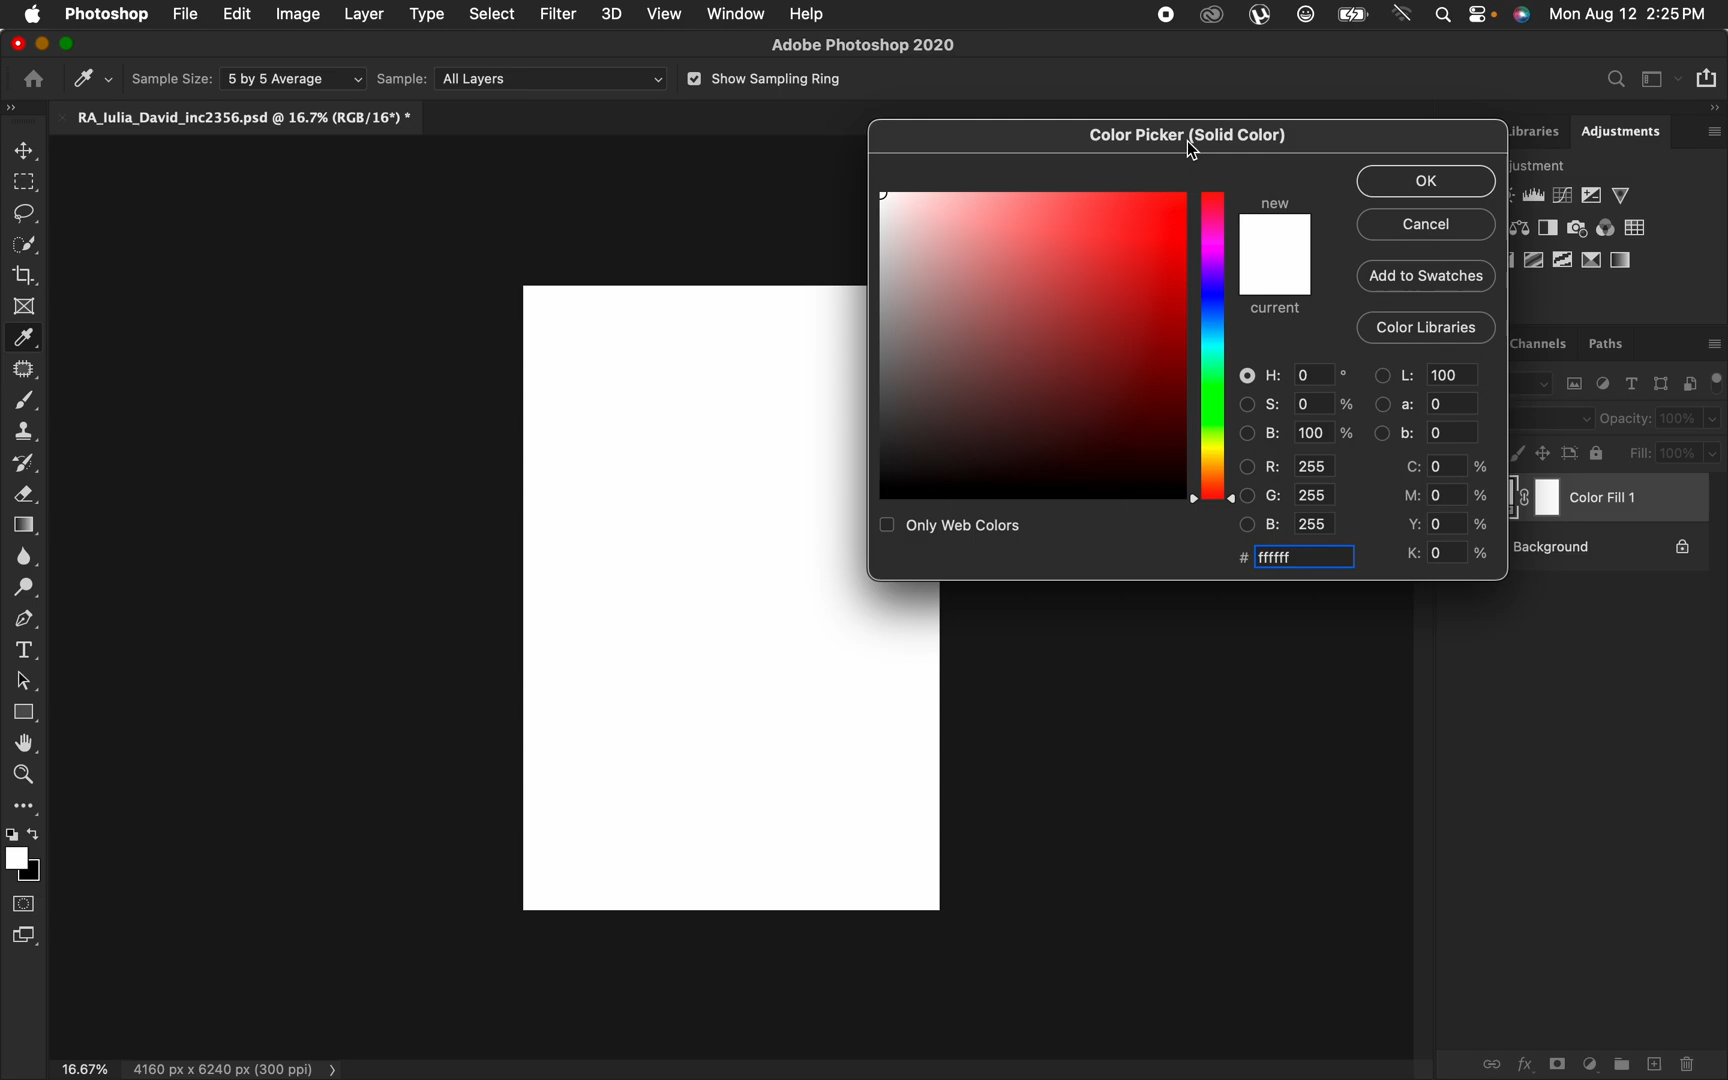 Photoshop File Edit Image Layer Type Select Filter 3D View Window Help Mon Aug 12 2:25 PM
Adobe Photoshop 2020
Sample Size: 5 by 5 Average Sample: All Layers Show Sampling Ring
RA_Iulia_David_inc2356.psd @ 16.7% (RGB/16*) *
Color Picker (Solid Color)
ibraries Adjustments
justment
OK
new
Cancel
Add to Swatches
current
Color Libraries
Channels Paths
H: 0 ° L: 100
S: 0 % a: 0
B: 100 % b: 0
Opacity: 100%
Fill: 100%
R: 255 C: 0 %
G: 255 M: 0 %
B: 255 Y: 0 %
# ffffff K: 0 %
Only Web Colors
Color Fill 1
Background
T
fx
16.67% 4160 px x 6240 px (300 ppi)